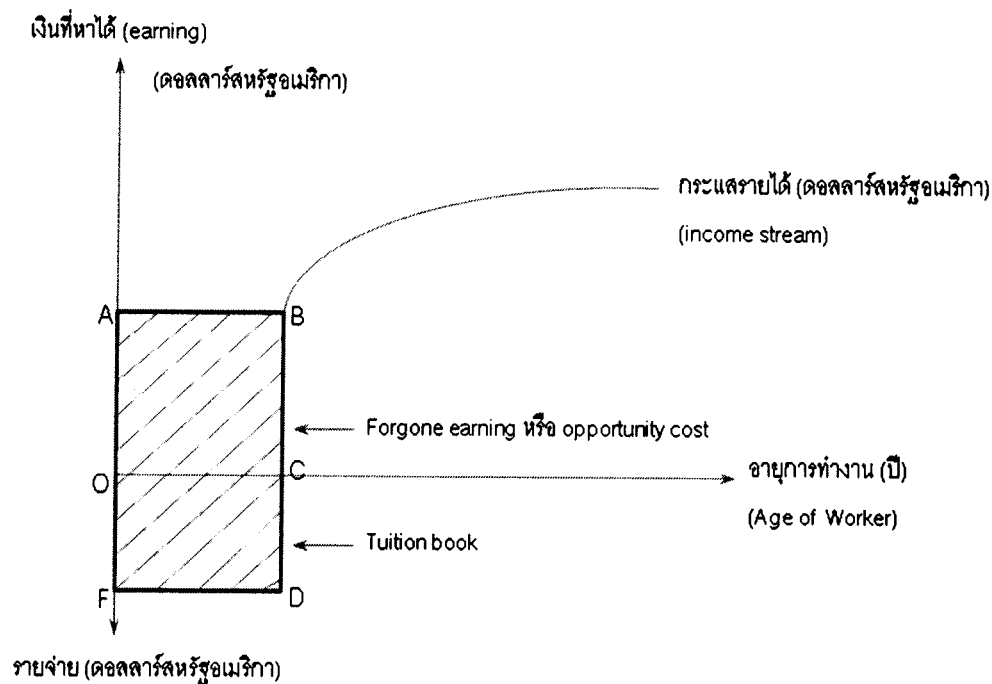 เงินที่หาได้ (earning)
(ดอลลาร์สหรัฐอเมริกา)
กระแสรายได้ (ดอลลาร์สหรัฐอเมริกา)
(income stream)
A
B
Forgone earning หรือ opportunity cost
O
C
อายุการทำงาน (ปี)
(Age of Worker)
Tuition book
F
D
รายจ่าย (ดอลลาร์สหรัฐอเมริกา)